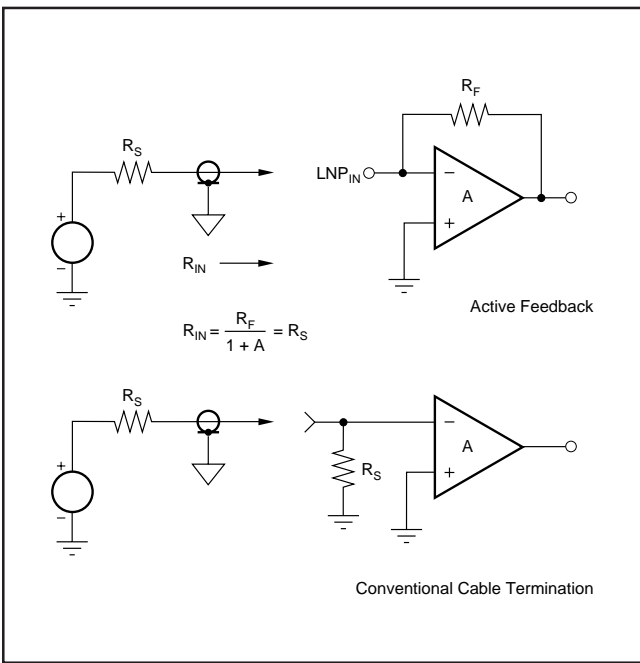 R_F
R_S
LNP_IN
−
A
+
+
−
R_IN
Active Feedback
R_IN = R_F / 1 + A = R_S
R_S
−
A
+
R_S
+
−
Conventional Cable Termination